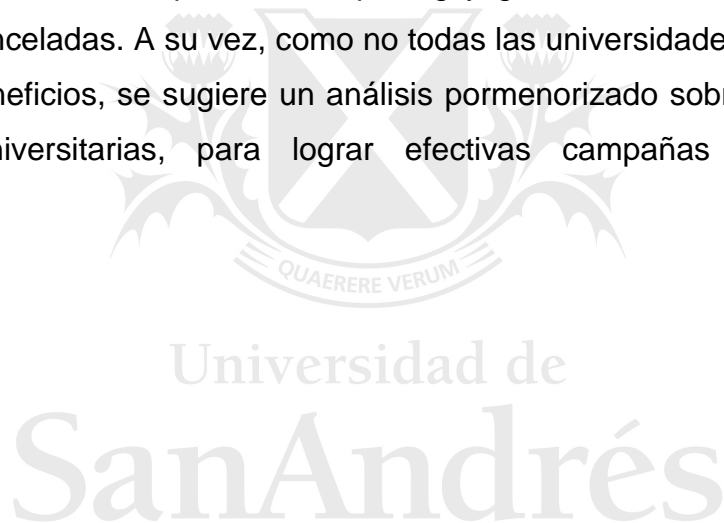 nceladas. A su vez, como no todas las universidade
neficios, se sugiere un análisis pormenorizado sobr
niversitarias, para lograr efectivas campañas
QUAERERE VERUM
Universidad de
SanAndrés